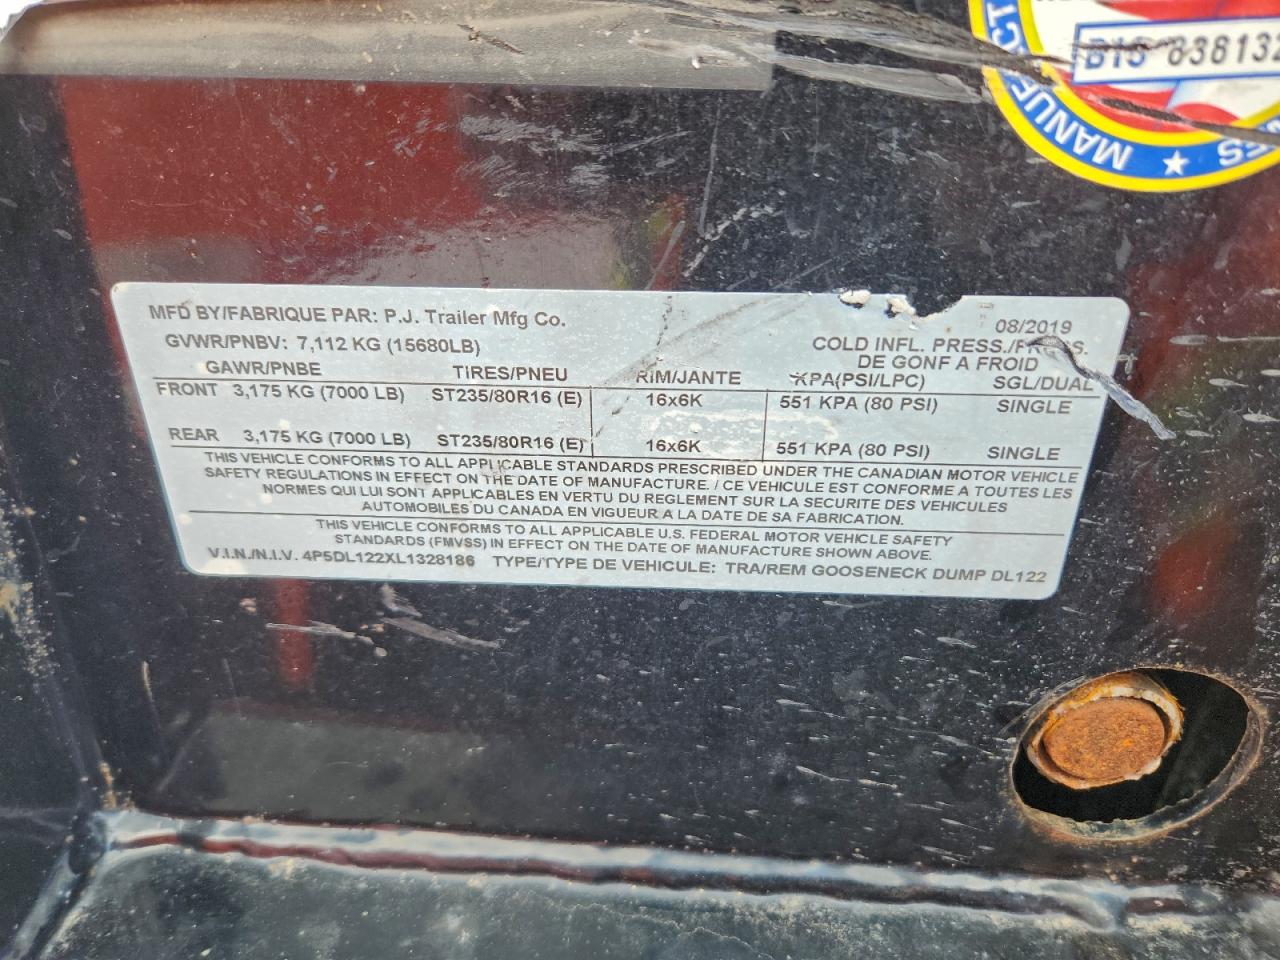 BTS 838132
MANUFACT
MFD BY/FABRIQUE PAR: P.J. Trailer Mfg Co.
08/2019
GVWR/PNBV: 7,112 KG (15680LB)
COLD INFL. PRESS./
DE GONF A FROID
GAWR/PNBE TIRES/PNEU RIM/JANTE KPA(PSI/LPC) SGL/DUAL
FRONT 3,175 KG (7000 LB) ST235/80R16 (E) 16x6K 551 KPA (80 PSI) SINGLE
REAR 3,175 KG (7000 LB) ST235/80R16 (E) 16x6K 551 KPA (80 PSI) SINGLE
THIS VEHICLE CONFORMS TO ALL APPLICABLE STANDARDS PRESCRIBED UNDER THE CANADIAN MOTOR VEHICLE
SAFETY REGULATIONS IN EFFECT ON THE DATE OF MANUFACTURE. / CE VEHICULE EST CONFORME A TOUTES LES
NORMES QUI LUI SONT APPLICABLES EN VERTU DU REGLEMENT SUR LA SECURITE DES VEHICULES
AUTOMOBILES DU CANADA EN VIGUEUR A LA DATE DE SA FABRICATION.
THIS VEHICLE CONFORMS TO ALL APPLICABLE U.S. FEDERAL MOTOR VEHICLE SAFETY
STANDARDS (FMVSS) IN EFFECT ON THE DATE OF MANUFACTURE SHOWN ABOVE.
V.I.N./N.I.V. 4P5DL122XL1328186 TYPE/TYPE DE VEHICULE: TRA/REM GOOSENECK DUMP DL122